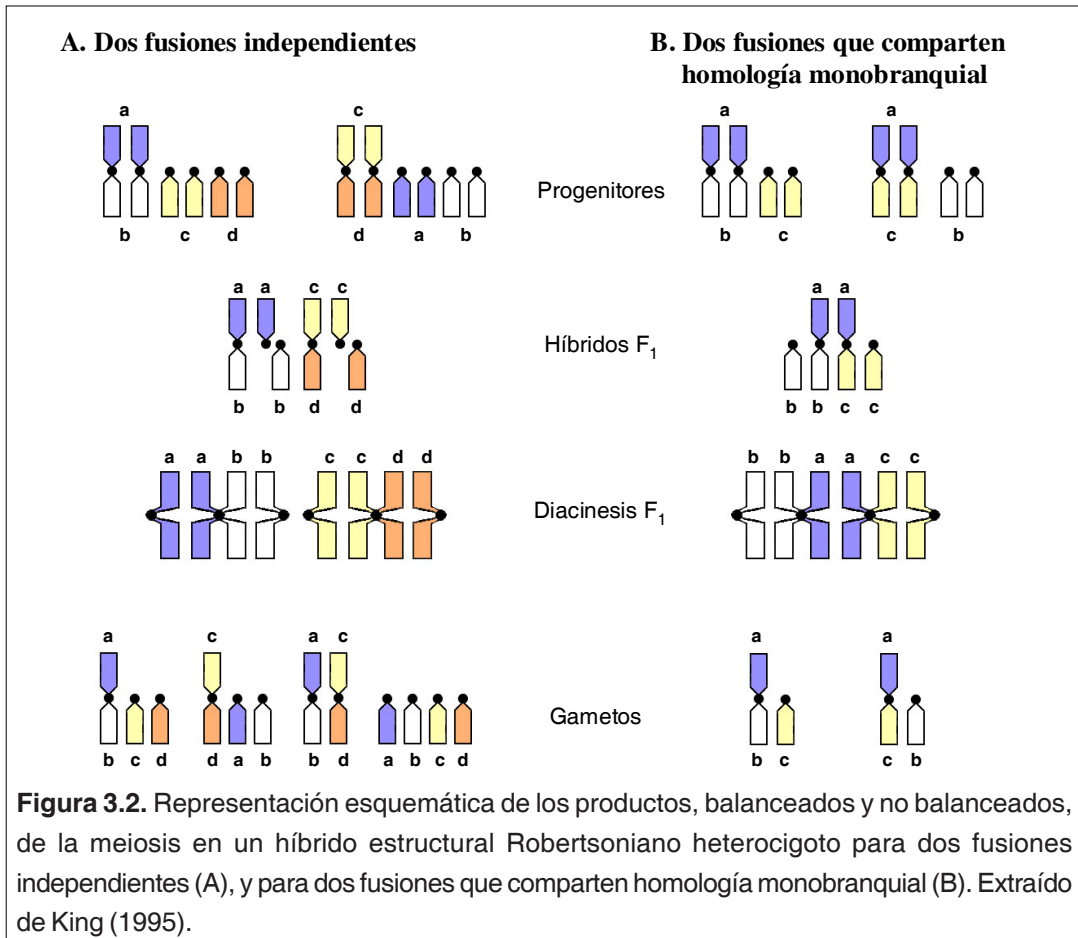 A. Dos fusiones independientes
B. Dos fusiones que comparten
homología monobranquial
a c a a
Progenitores
b c d d a b b c c b
a a c c a a
Híbridos F1
b b d d b b c c
a a b b c c d d b b a a c c
Diacinesis F1
a c a c a a
Gametos
b c d d a b b d a b c d b c c b
Figura 3.2. Representación esquemática de los productos, balanceados y no balanceados,
de la meiosis en un híbrido estructural Robertsoniano heterocigoto para dos fusiones
independientes (A), y para dos fusiones que comparten homología monobranquial (B). Extraído
de King (1995).